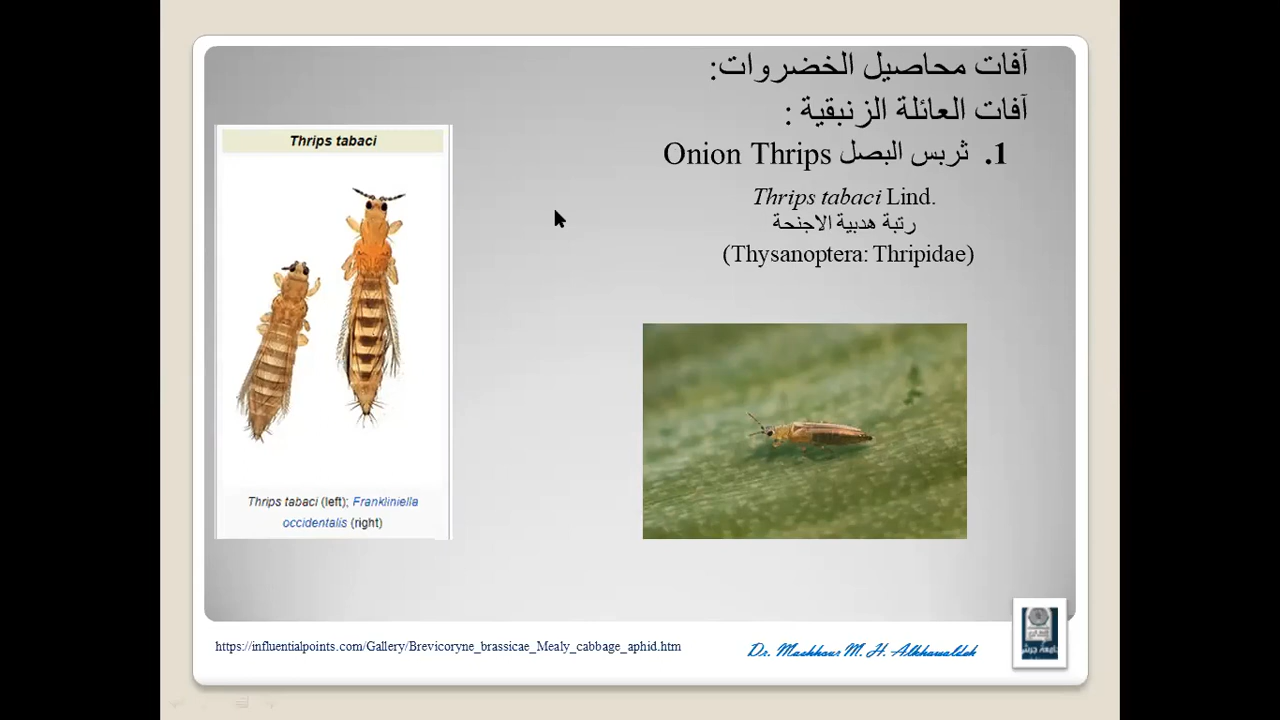 آفات محاصيل الخضروات:
آفات العائلة الزنبقية :
1. ثربس البصل Onion Thrips
Thrips tabaci Lind.
رتبة هدبية الاجنحة
(Thysanoptera: Thripidae)
Thrips tabaci
Thrips tabaci (left); Frankliniella
occidentalis (right)
https://influentialpoints.com/Gallery/Brevicoryne_brassicae_Mealy_cabbage_aphid.htm
Dr. Mashhour M. H. Alkhawaldeh